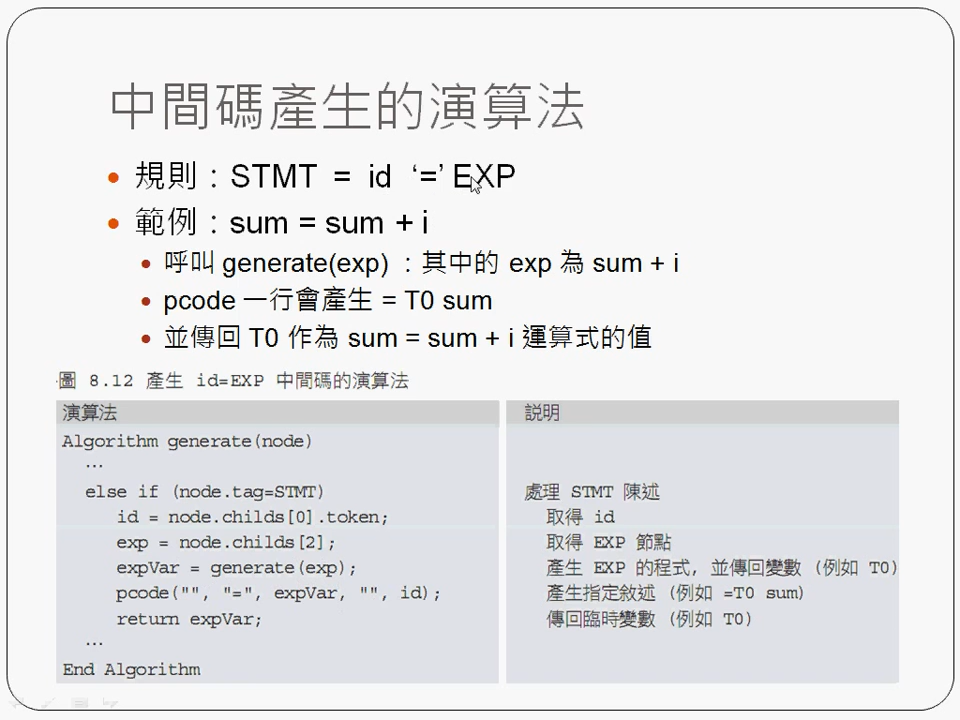 中間碼產生的演算法
規則：STMT = id ‘=’ EXP
範例：sum = sum + i
呼叫 generate(exp) ：其中的 exp 為 sum + i
pcode 一行會產生 = T0 sum
並傳回 T0 作為 sum = sum + i 運算式的值
圖 8.12 產生 id=EXP 中間碼的演算法
演算法 說明
Algorithm generate(node)
…
else if (node.tag=STMT) 處理 STMT 陳述
id = node.childs[0].token; 取得 id
exp = node.childs[2]; 取得 EXP 節點
expVar = generate(exp); 產生 EXP 的程式, 並傳回變數 (例如 T0)
pcode("", "=", expVar, "", id); 產生指定敘述 (例如 =T0 sum)
return expVar; 傳回臨時變數 (例如 T0)
…
End Algorithm